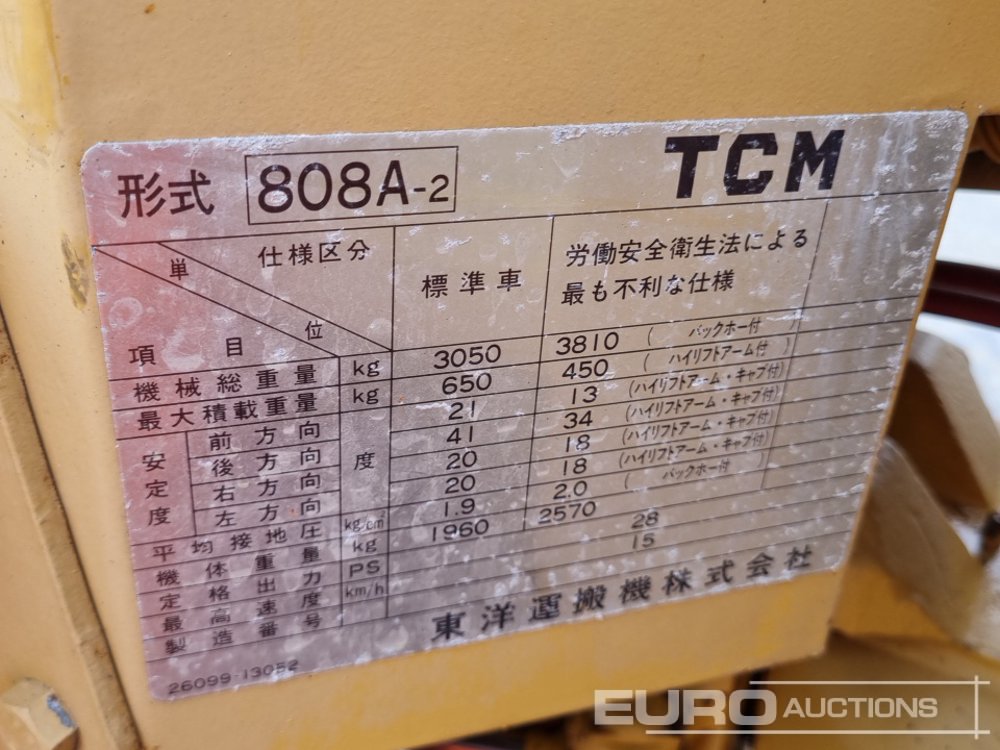 形式 808A-2 TCM
単位 仕様区分 標準車 労働安全衛生法による最も不利な仕様
項目
機械総重量 kg 3050 3810 (バックホー付)
最大積載重量 kg 650 450 (ハイリフトアーム付)
安定度 前方向 度 21 13 (ハイリフトアーム・キャブ付)
後方向 41 34 (ハイリフトアーム・キャブ付)
右方向 20 18 (ハイリフトアーム・キャブ付)
左方向 20 18 (ハイリフトアーム・キャブ付)
平均接地圧 kg/cm² 1.9 2.0 (バックホー付)
機体重量 kg 1960 2570
定格出力 PS 28
最高速度 km/h 15
製造番号
東洋運搬機株式会社
26099-13052
EURO AUCTIONS